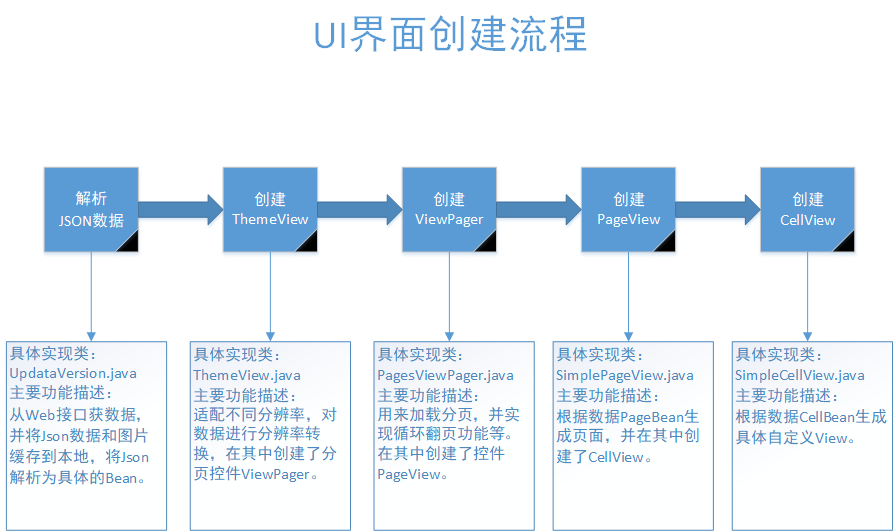 UI界面创建流程
解析
JSON数据
创建
ThemeView
创建
ViewPager
创建
PageView
创建
CellView
具体实现类：
UpdataVersion.java
主要功能描述：
从Web接口获数据，
并将Json数据和图片
缓存到本地，将Json
解析为具体的Bean。
具体实现类：
ThemeView.java
主要功能描述：
适配不同分辨率，对
数据进行分辨率转
换，在其中创建了分
页控件ViewPager。
具体实现类：
PagesViewPager.java
主要功能描述：
用来加载分页，并实
现循环翻页功能等。
在其中创建了控件
PageView。
具体实现类：
SimplePageView.java
主要功能描述：
根据数据PageBean生
成页面，并在其中创
建了CellView。
具体实现类：
SimpleCellView.java
主要功能描述：
根据数据CellBean生成
具体自定义View。